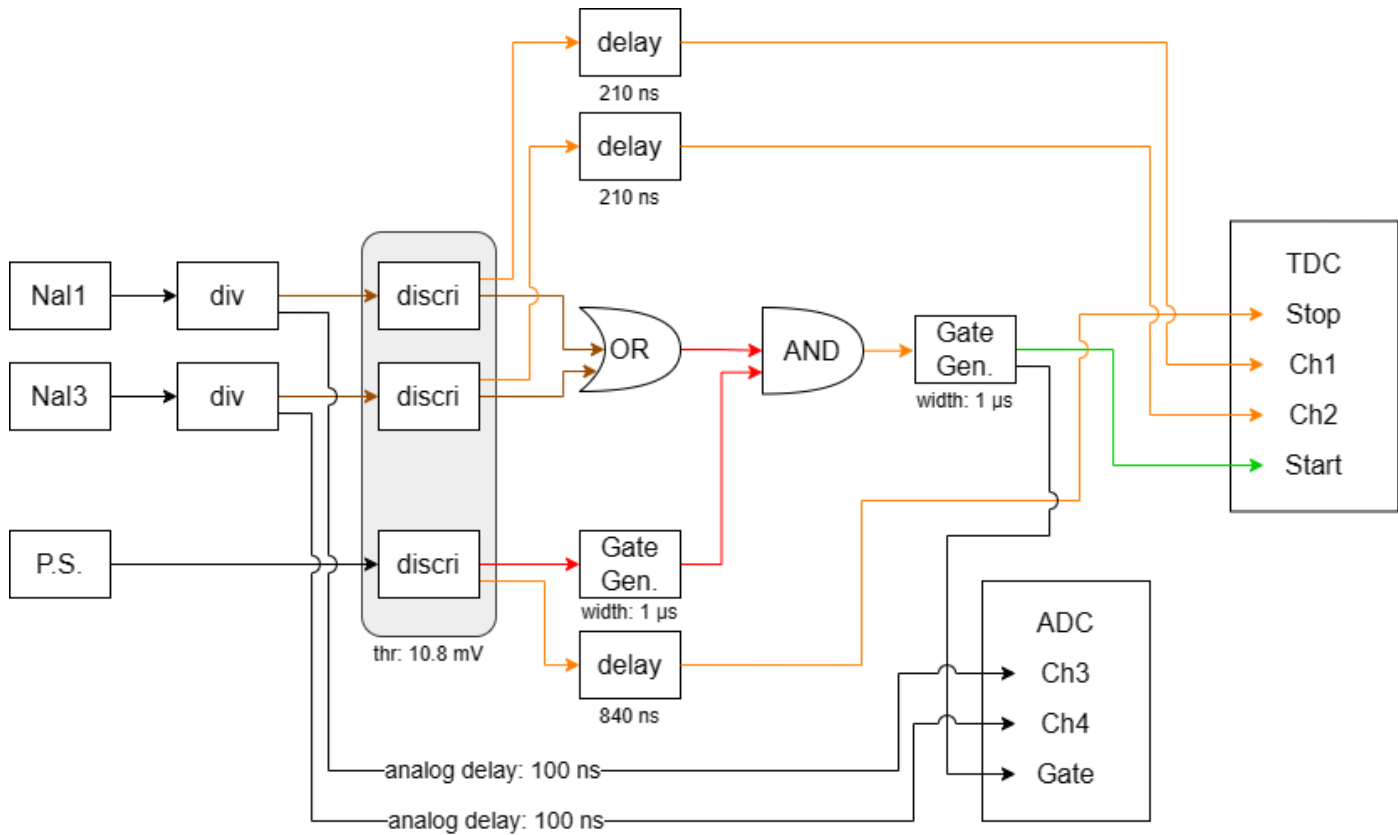 delay
210 ns
delay
210 ns
NaI1
div
discri
NaI3
div
discri
OR
AND
Gate
Gen.
width: 1 μs
TDC
Stop
Ch1
Ch2
Start
P.S.
discri
thr: 10.8 mV
Gate
Gen.
width: 1 μs
delay
840 ns
ADC
Ch3
Ch4
Gate
analog delay: 100 ns
analog delay: 100 ns